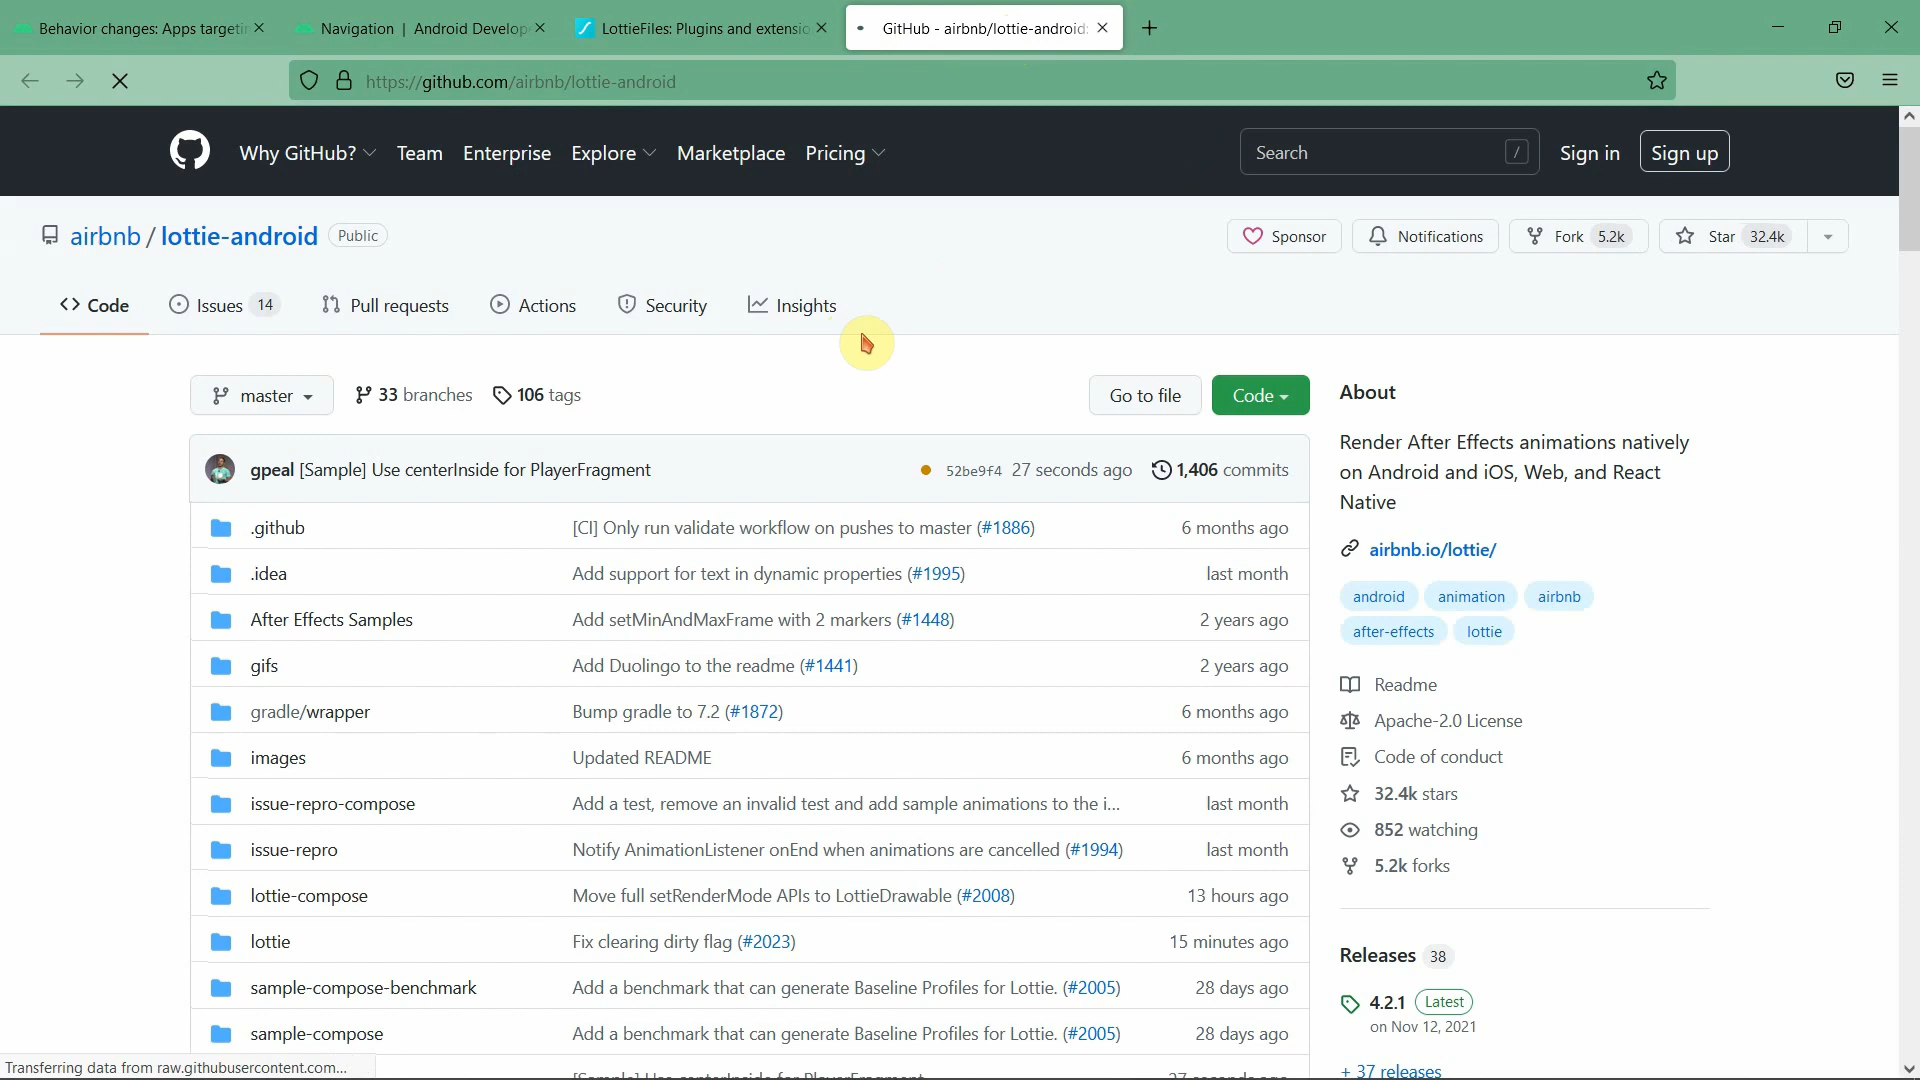 Behavior changes: Apps targetin
Navigation | Android Develop
LottieFiles: Plugins and extensio
GitHub - airbnb/lottie-android:
https://github.com/airbnb/lottie-android
Why GitHub? Team Enterprise Explore Marketplace Pricing
Search /
Sign in
Sign up
airbnb / lottie-android Public
Sponsor
Notifications
Fork 5.2k
Star 32.4k
Code
Issues 14
Pull requests
Actions
Security
Insights
master 33 branches 106 tags
Go to file
Code
gpeal [Sample] Use centerInside for PlayerFragment 52be9f4 27 seconds ago 1,406 commits
.github [CI] Only run validate workflow on pushes to master (#1886) 6 months ago
.idea Add support for text in dynamic properties (#1995) last month
After Effects Samples Add setMinAndMaxFrame with 2 markers (#1448) 2 years ago
gifs Add Duolingo to the readme (#1441) 2 years ago
gradle/wrapper Bump gradle to 7.2 (#1872) 6 months ago
images Updated README 6 months ago
issue-repro-compose Add a test, remove an invalid test and add sample animations to the i... last month
issue-repro Notify AnimationListener onEnd when animations are cancelled (#1994) last month
lottie-compose Move full setRenderMode APIs to LottieDrawable (#2008) 13 hours ago
lottie Fix clearing dirty flag (#2023) 15 minutes ago
sample-compose-benchmark Add a benchmark that can generate Baseline Profiles for Lottie. (#2005) 28 days ago
sample-compose Add a benchmark that can generate Baseline Profiles for Lottie. (#2005) 28 days ago
[Sample] Use centerInside for PlayerFragment 27 seconds ago
About
Render After Effects animations natively
on Android and iOS, Web, and React
Native
airbnb.io/lottie/
android animation airbnb
after-effects lottie
Readme
Apache-2.0 License
Code of conduct
32.4k stars
852 watching
5.2k forks
Releases 38
4.2.1 Latest
on Nov 12, 2021
+ 37 releases
Transferring data from raw.githubusercontent.com...